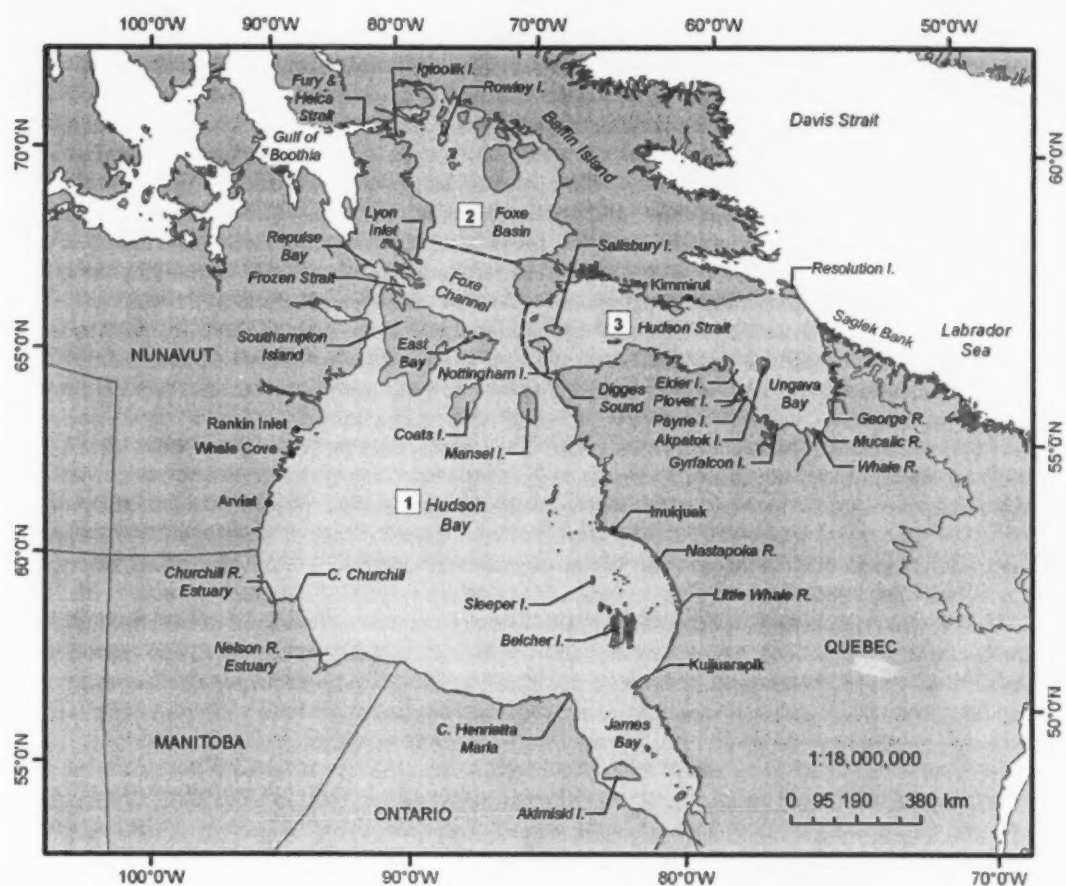 100°0'W 90°0'W 80°0'W 70°0'W 60°0'W 50°0'W
Igloolik I.
Fury &
Hecla
Strait
Rowley I.
Gulf of
Boothia
Baffin Island
Davis Strait
70°0'N
60°0'N
Lyon
Inlet
2
Foxe
Basin
Repulse
Bay
Salisbury I.
Frozen Strait
Foxe
Channel
Kimmirut
Resolution I.
3
Hudson Strait
Saglek Bank
Labrador
Sea
65°0'N
NUNAVUT
Southampton
Island
East
Bay
Nottingham I.
Digges
Sound
Elder I.
Plover I.
Payne I.
Akpatok I.
Gyrfalcon I.
Ungava
Bay
George R.
Mucalic R.
Whale R.
55°0'N
Rankin Inlet
Whale Cove
Coats I.
Mansel I.
Arviat
1
Hudson
Bay
Inukjuak
60°0'N
Nastapoka R.
Churchill R.
Estuary
C. Churchill
Sleeper I.
Little Whale R.
Belcher I.
Nelson R.
Estuary
QUEBEC
Kujjuarapik
50°0'N
MANITOBA
C. Henrietta
Maria
James
Bay
55°0'N
1:18,000,000
ONTARIO
Akimiski I.
0 95 190 380 km
100°0'W 90°0'W 80°0'W 70°0'W